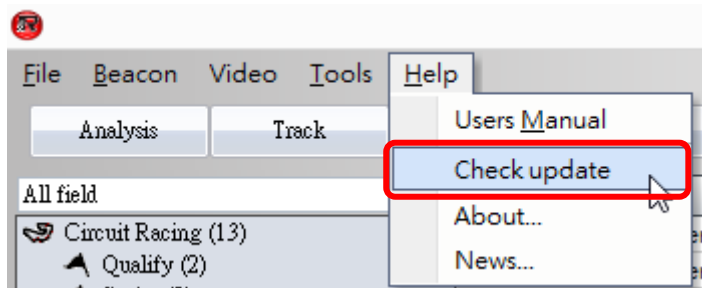 File Beacon Video Tools Help
Analysis Track
Users Manual
Check update
About...
News...
All field
Circuit Racing (13)
Qualify (2)